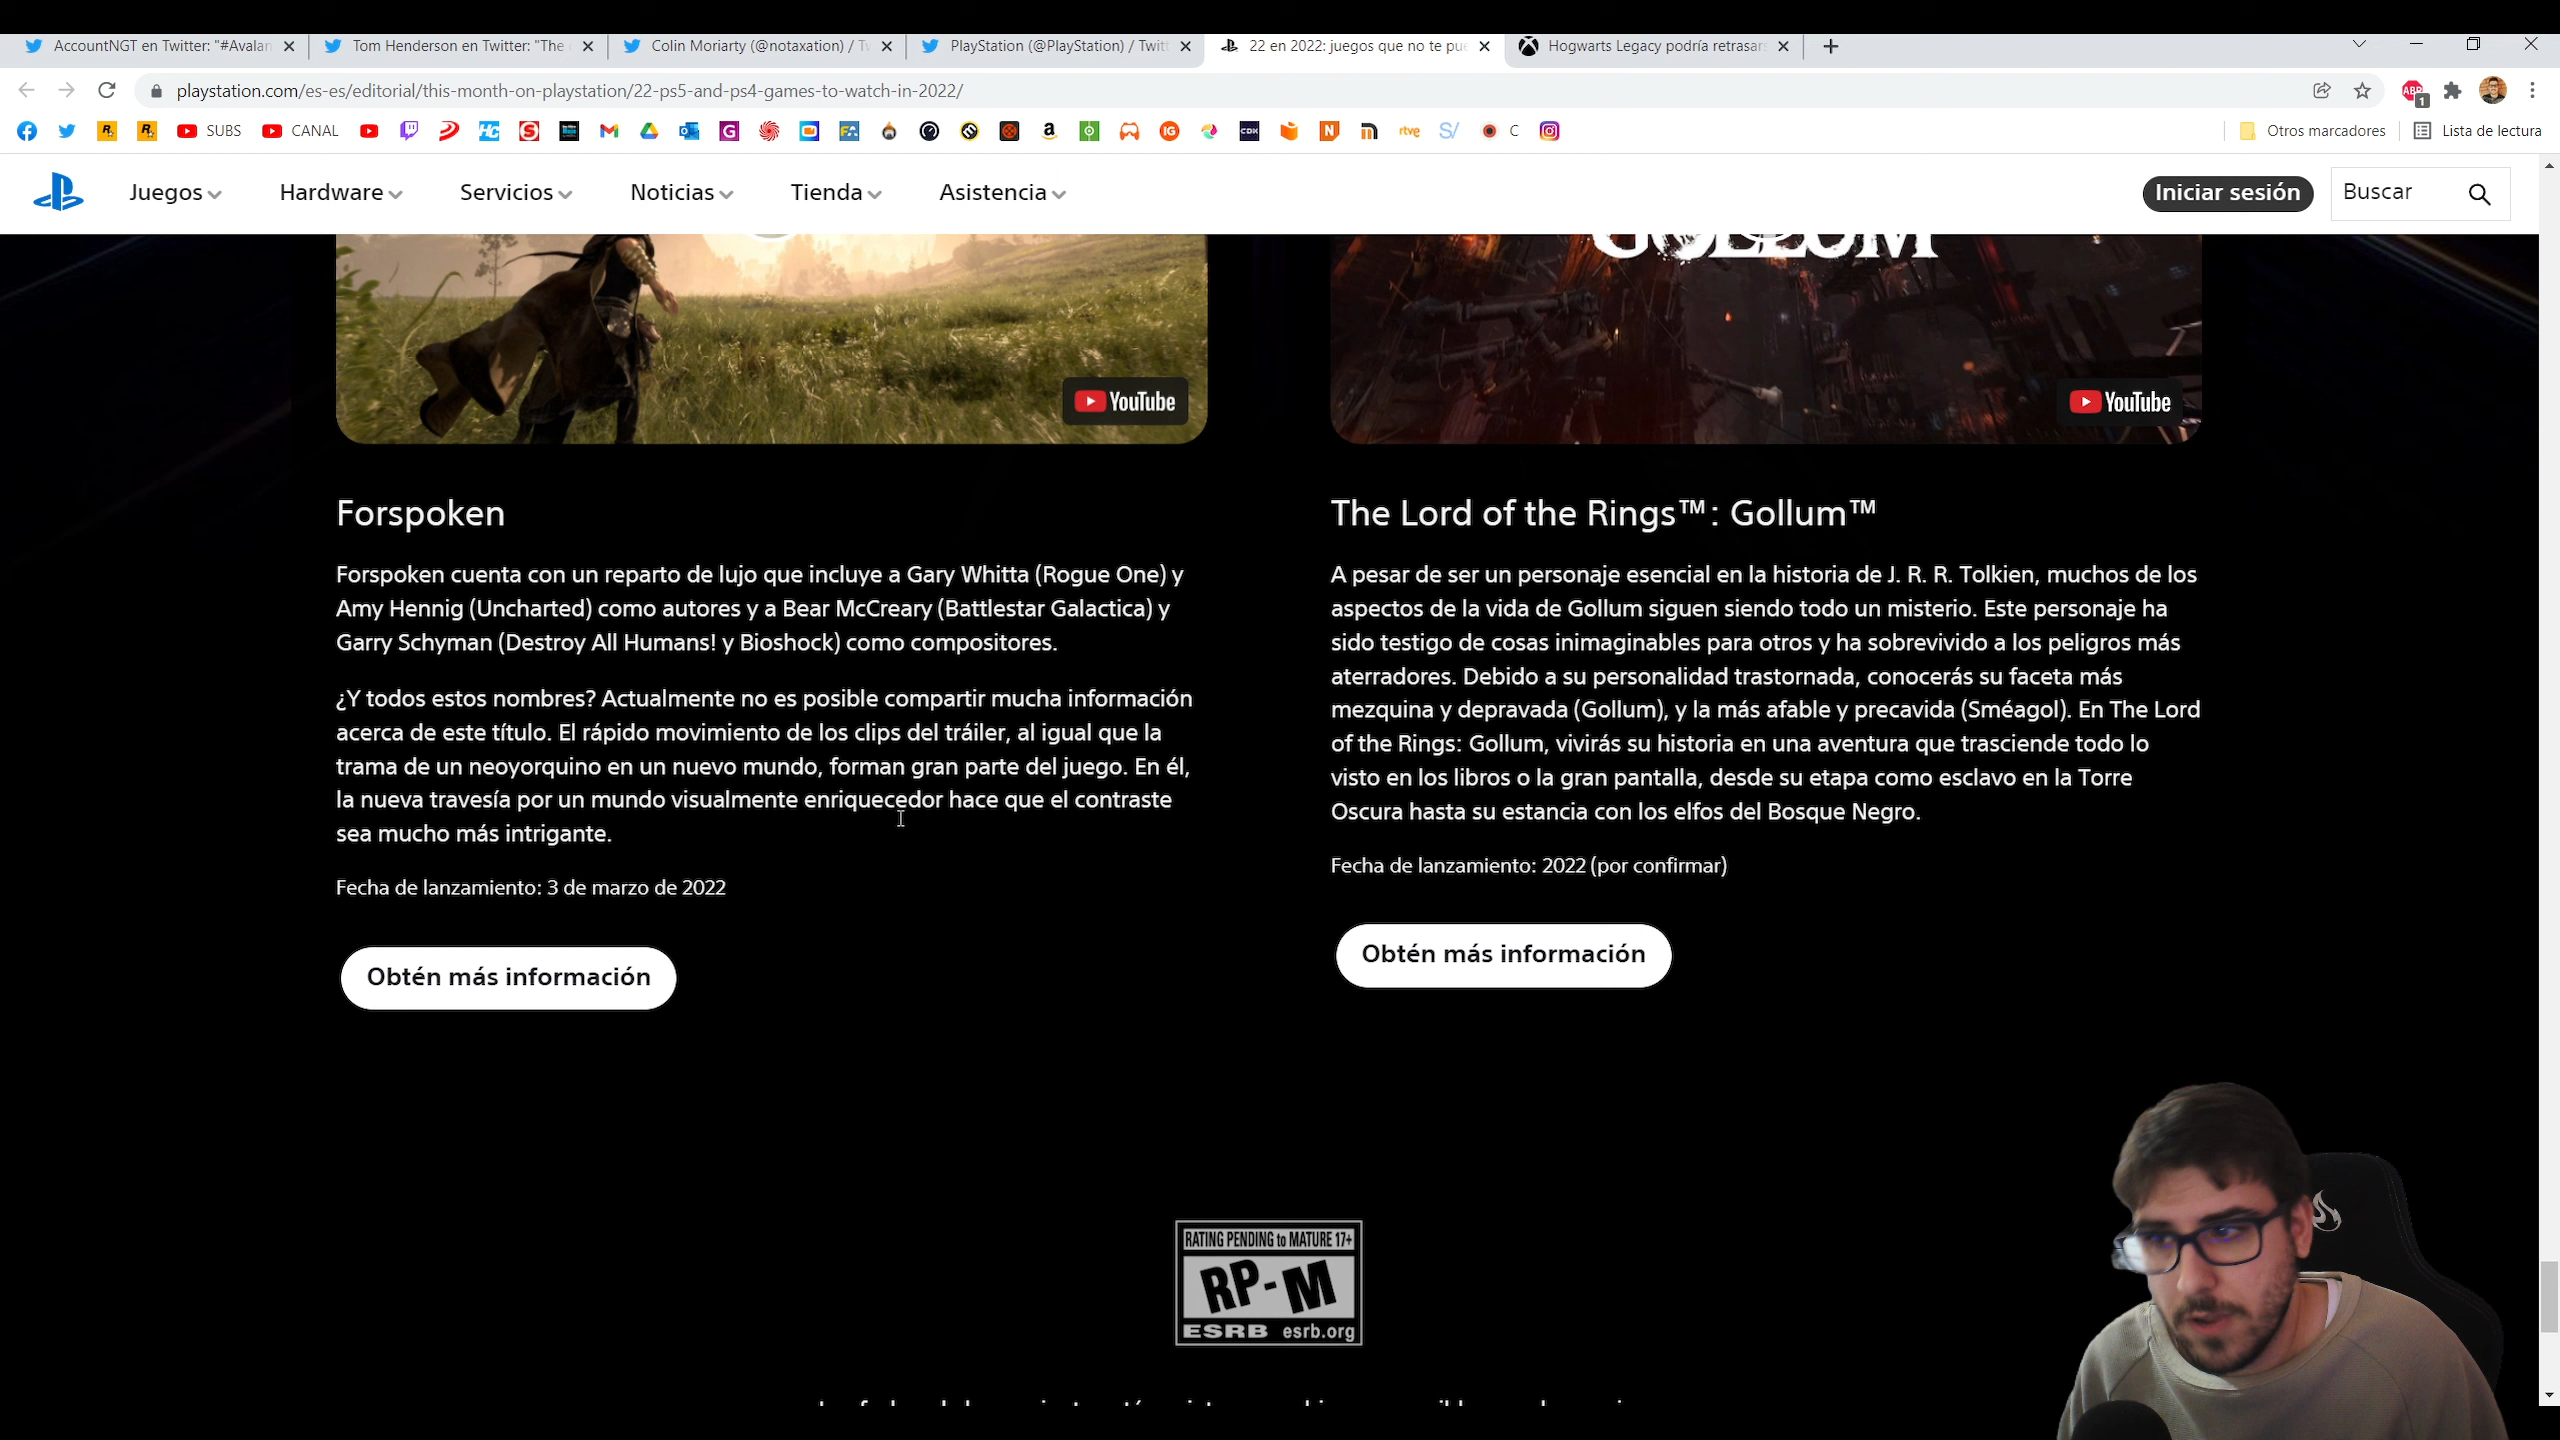 AccountNGT en Twitter: "#Avalan
Tom Henderson en Twitter: "The
Colin Moriarty (@notaxation) / Tw
PlayStation (@PlayStation) / Twitt
22 en 2022: juegos que no te pue
Hogwarts Legacy podría retrasars
playstation.com/es-es/editorial/this-month-on-playstation/22-ps5-and-ps4-games-to-watch-in-2022/
ABP
1
SUBS
CANAL
C
Otros marcadores
Lista de lectura
Juegos
Hardware
Servicios
Noticias
Tienda
Asistencia
Iniciar sesión
Buscar
GOLLUM
YouTube
YouTube
Forspoken
Forspoken cuenta con un reparto de lujo que incluye a Gary Whitta (Rogue One) y
Amy Hennig (Uncharted) como autores y a Bear McCreary (Battlestar Galactica) y
Garry Schyman (Destroy All Humans! y Bioshock) como compositores.
¿Y todos estos nombres? Actualmente no es posible compartir mucha información
acerca de este título. El rápido movimiento de los clips del tráiler, al igual que la
trama de un neoyorquino en un nuevo mundo, forman gran parte del juego. En él,
la nueva travesía por un mundo visualmente enriquecedor hace que el contraste
sea mucho más intrigante.
Fecha de lanzamiento: 3 de marzo de 2022
Obtén más información
The Lord of the Rings™: Gollum™
A pesar de ser un personaje esencial en la historia de J. R. R. Tolkien, muchos de los
aspectos de la vida de Gollum siguen siendo todo un misterio. Este personaje ha
sido testigo de cosas inimaginables para otros y ha sobrevivido a los peligros más
aterradores. Debido a su personalidad trastornada, conocerás su faceta más
mezquina y depravada (Gollum), y la más afable y precavida (Sméagol). En The Lord
of the Rings: Gollum, vivirás su historia en una aventura que trasciende todo lo
visto en los libros o la gran pantalla, desde su etapa como esclavo en la Torre
Oscura hasta su estancia con los elfos del Bosque Negro.
Fecha de lanzamiento: 2022 (por confirmar)
Obtén más información
RATING PENDING to MATURE 17+
RP-M
ESRB esrb.org